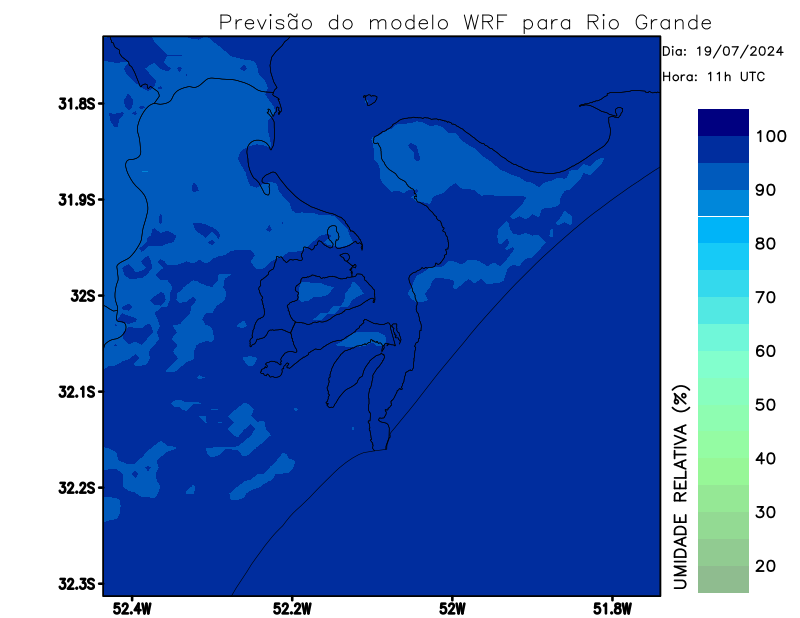 Previsão do modelo WRF para Rio Grande
Dia: 19/07/2024
Hora: 11h UTC
31.8S
31.9S
32S
32.1S
32.2S
32.3S
52.4W
52.2W
52W
51.8W
100
90
80
70
60
50
40
30
20
UMIDADE RELATIVA (%)